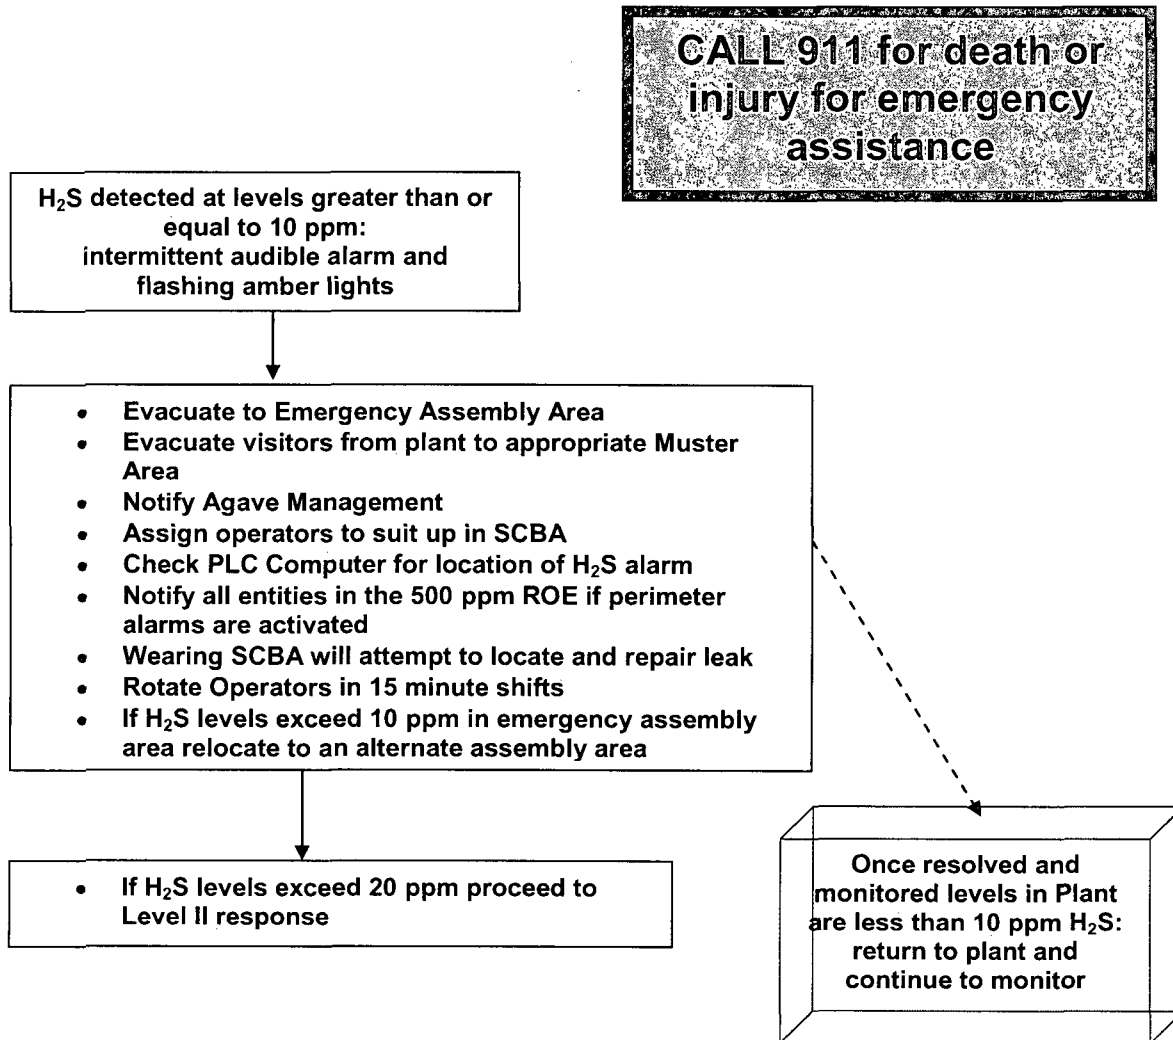 CALL 911 for death or
injury for emergency
assistance
H₂S detected at levels greater than or
equal to 10 ppm:
intermittent audible alarm and
flashing amber lights
• Evacuate to Emergency Assembly Area
• Evacuate visitors from plant to appropriate Muster
Area
• Notify Agave Management
• Assign operators to suit up in SCBA
• Check PLC Computer for location of H₂S alarm
• Notify all entities in the 500 ppm ROE if perimeter
alarms are activated
• Wearing SCBA will attempt to locate and repair leak
• Rotate Operators in 15 minute shifts
• If H₂S levels exceed 10 ppm in emergency assembly
area relocate to an alternate assembly area
• If H₂S levels exceed 20 ppm proceed to
Level II response
Once resolved and
monitored levels in Plant
are less than 10 ppm H₂S:
return to plant and
continue to monitor